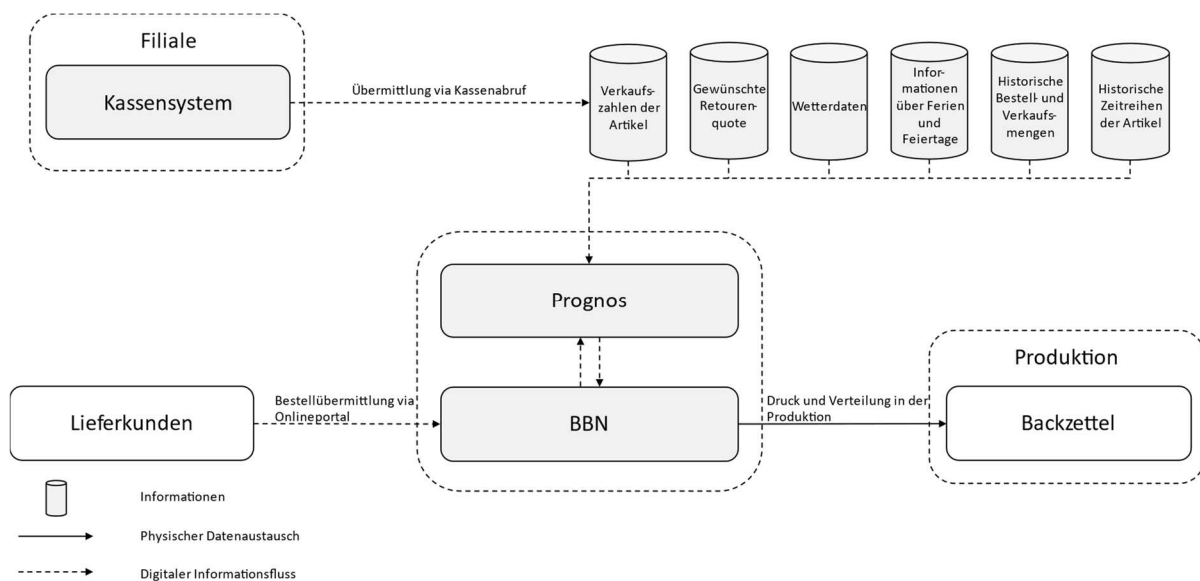 Filiale
Kassensystem
Übermittlung via Kassenabruf
Verkaufs-
zahlen der
Artikel
Gewünschte
Retouren-
quote
Wetterdaten
Infor-
mationen
über Ferien
und
Feiertage
Historische
Bestell- und
Verkaufs-
mengen
Historische
Zeitreihen
der Artikel
Prognos
Lieferkunden
Bestellübermittlung via
Onlineportal
BBN
Druck und Verteilung in der
Produktion
Produktion
Backzettel
Informationen
Physischer Datenaustausch
Digitaler Informationsfluss